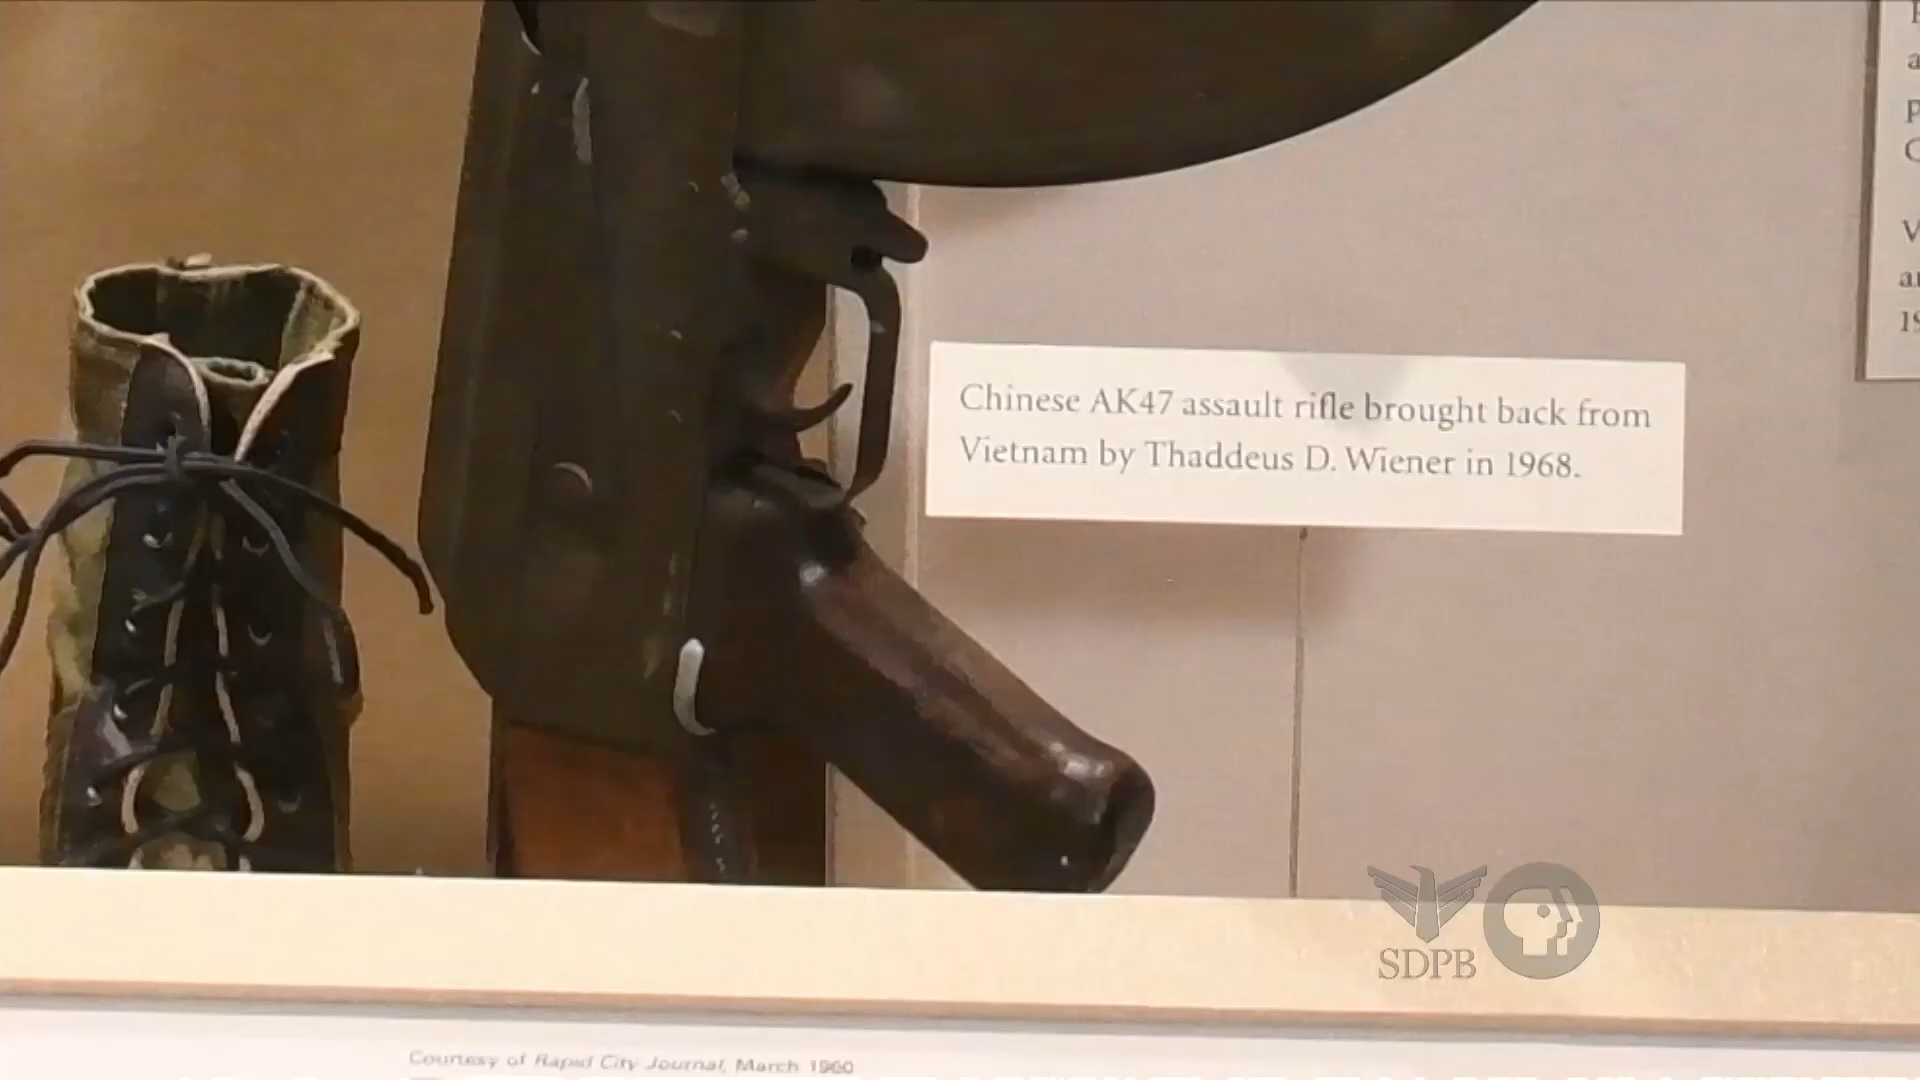 Chinese AK47 assault rifle brought back from
Vietnam by Thaddeus D. Wiener in 1968.
SDPB
Courtesy of Rapid City Journal, March 1960